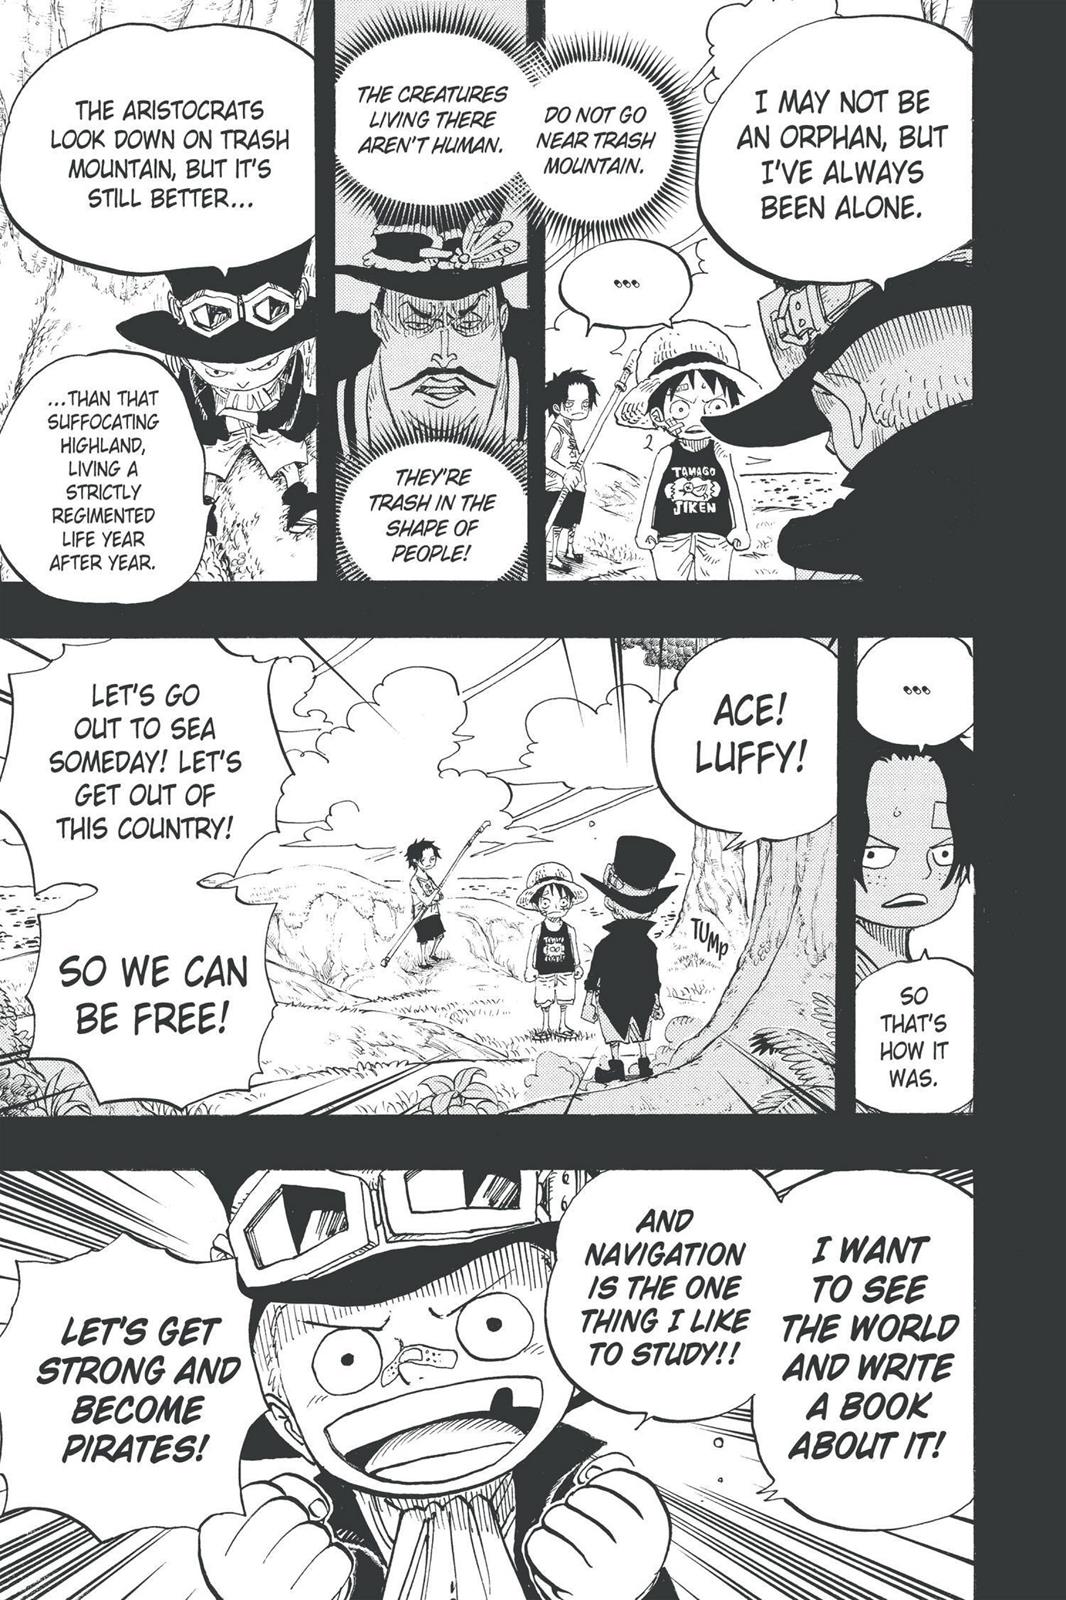 I MAY NOT BE
AN ORPHAN, BUT
I'VE ALWAYS
BEEN ALONE.
...
TAMAGO
JIKEN
DO NOT GO
NEAR TRASH
MOUNTAIN.
THE CREATURES
LIVING THERE
AREN'T HUMAN.
THEY'RE
TRASH IN THE
SHAPE OF
PEOPLE!
THE ARISTOCRATS
LOOK DOWN ON TRASH
MOUNTAIN, BUT IT'S
STILL BETTER...
...THAN THAT
SUFFOCATING
HIGHLAND,
LIVING A
STRICTLY
REGIMENTED
LIFE YEAR
AFTER YEAR.
...
SO
THAT'S
HOW IT
WAS.
ACE!
LUFFY!
TUMP
LET'S GO
OUT TO SEA
SOMEDAY! LET'S
GET OUT OF
THIS COUNTRY!
SO WE CAN
BE FREE!
I WANT
TO SEE
THE WORLD
AND WRITE
A BOOK
ABOUT IT!
AND
NAVIGATION
IS THE ONE
THING I LIKE
TO STUDY!!
LET'S GET
STRONG AND
BECOME
PIRATES!